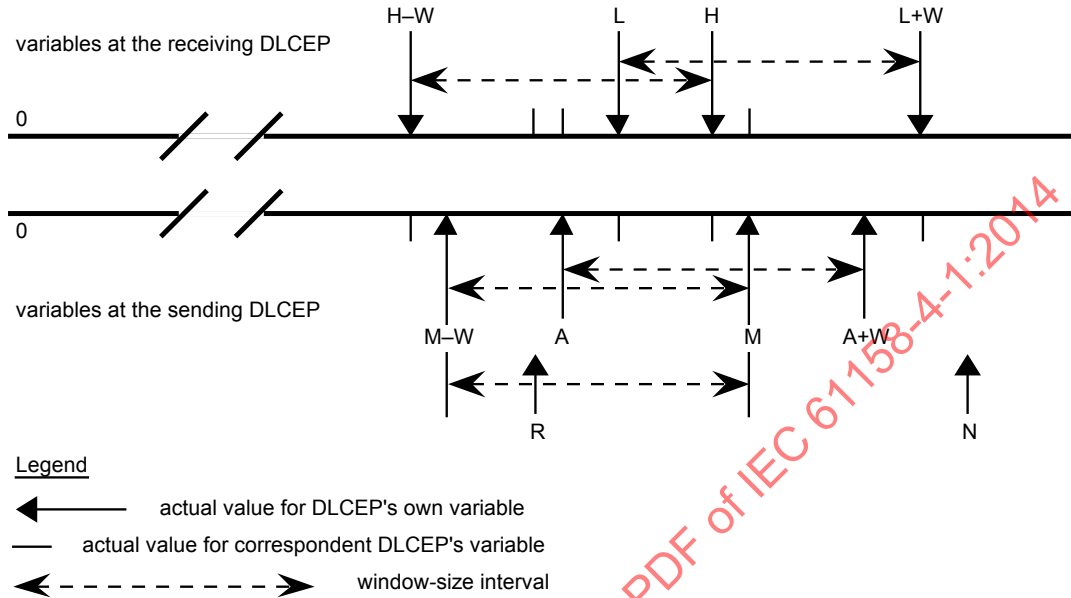 H–W L H L+W
variables at the receiving DLCEP
0
0
variables at the sending DLCEP
M–W A M A+W
R N
Legend
actual value for DLCEP's own variable
actual value for correspondent DLCEP's variable
window-size interval
PDF of IEC 61158-4-1:2014